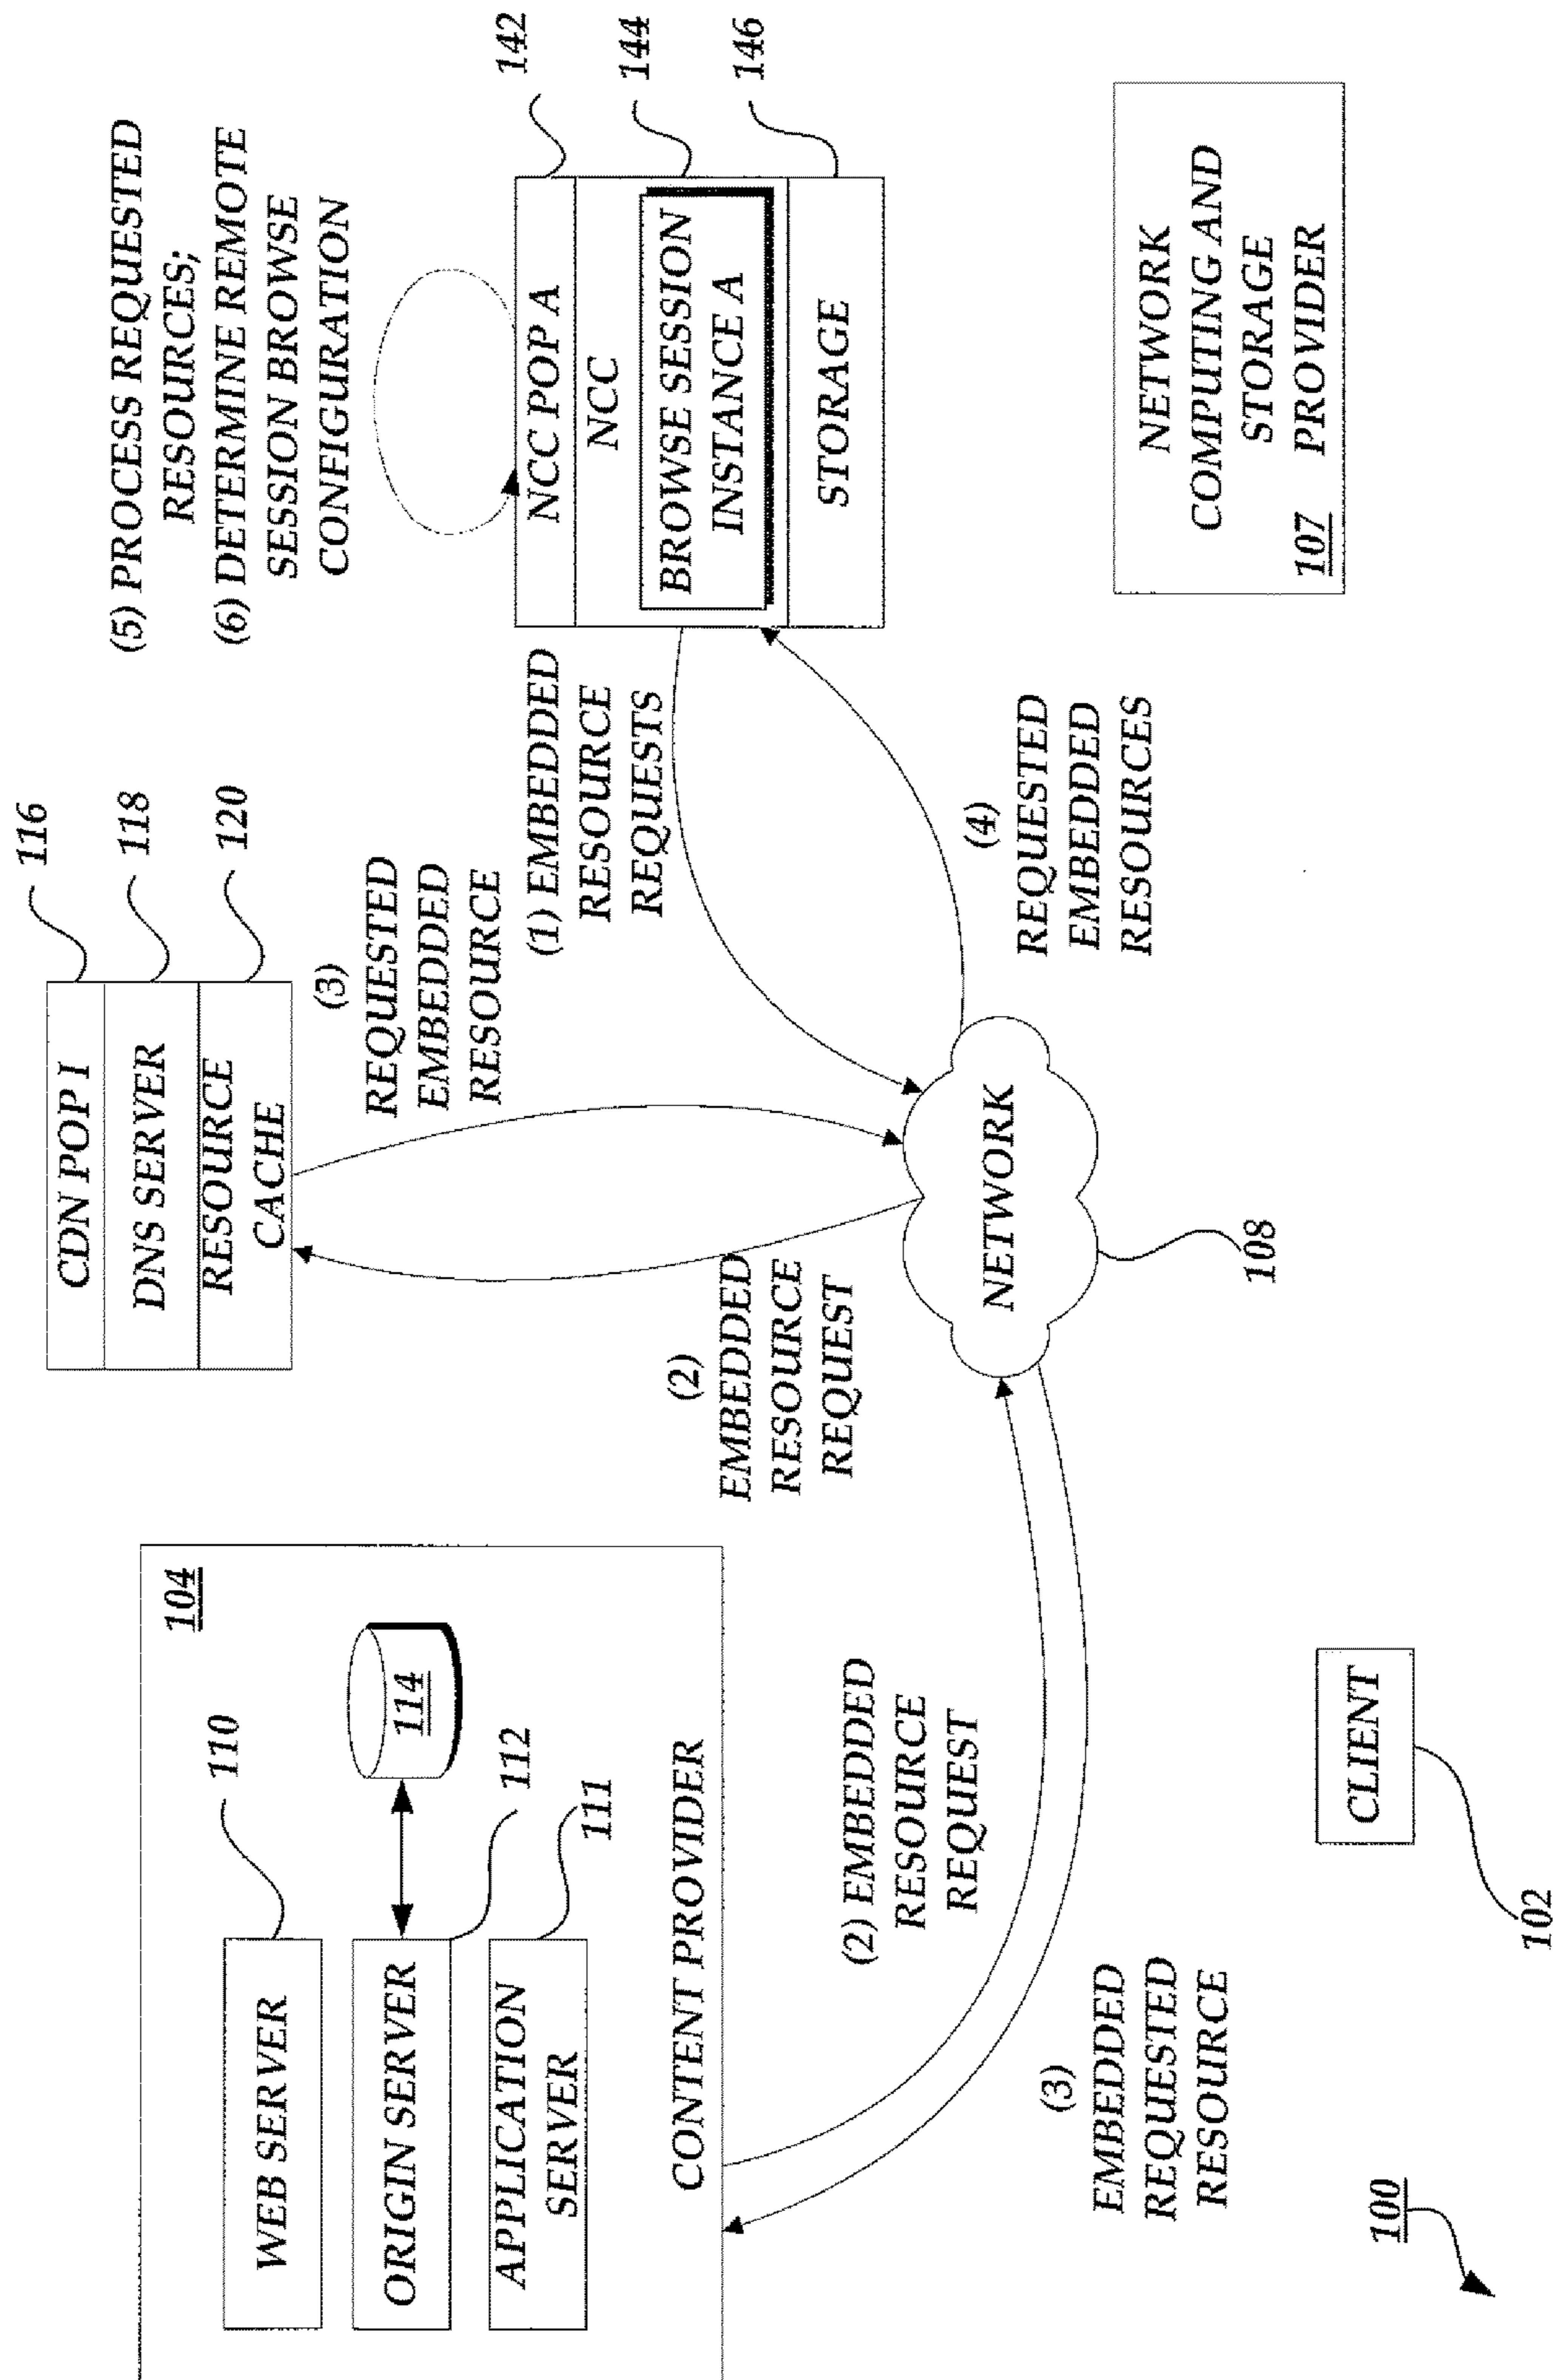 104
WEB SERVER
110
ORIGIN SERVER
114
112
APPLICATION
SERVER
111
CONTENT PROVIDER
CDN POP I
DNS SERVER
RESOURCE
CACHE
116
118
120
(5) PROCESS REQUESTED
RESOURCES;
(6) DETERMINE REMOTE
SESSION BROWSE
CONFIGURATION
NCC POP A
NCC
BROWSE SESSION
INSTANCE A
STORAGE
142
144
146
(3)
REQUESTED
EMBEDDED
RESOURCE
(1) EMBEDDED
RESOURCE
REQUESTS
(2)
EMBEDDED
RESOURCE
REQUEST
(2) EMBEDDED
RESOURCE
REQUEST
NETWORK
108
(4)
REQUESTED
EMBEDDED
RESOURCES
(3)
EMBEDDED
REQUESTED
RESOURCE
CLIENT
102
NETWORK
COMPUTING AND
STORAGE
107 PROVIDER
100